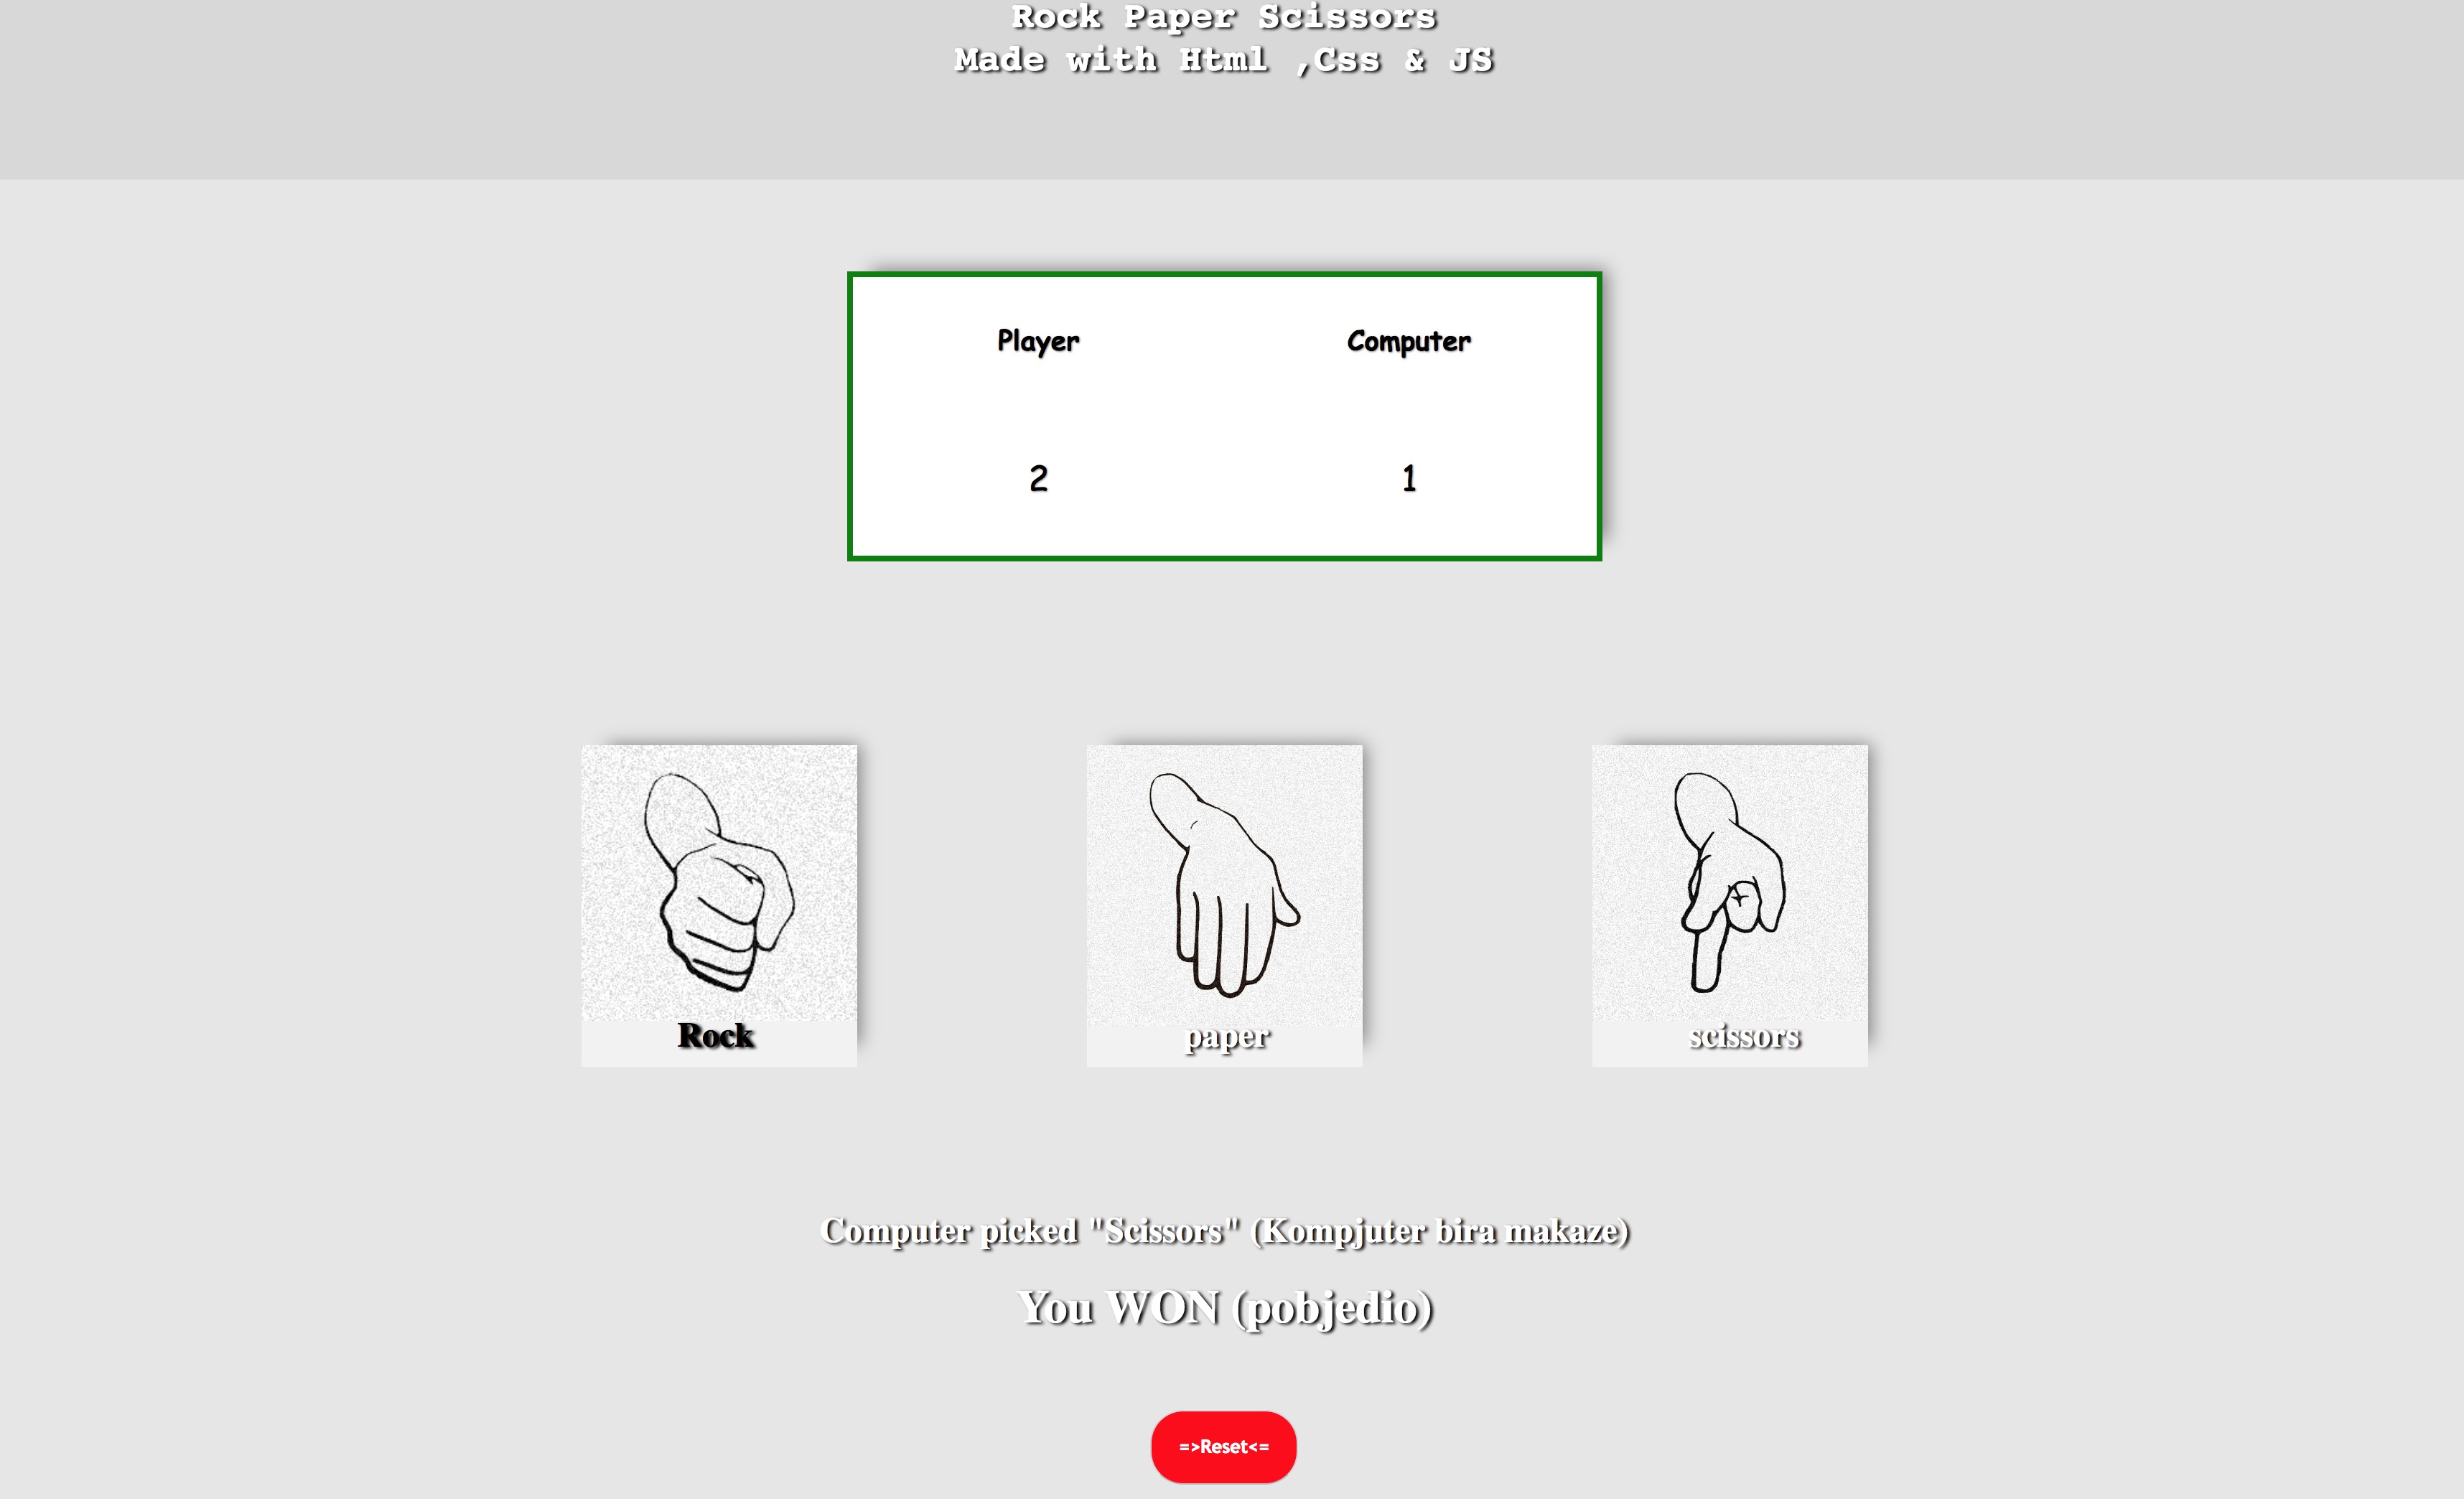 Rock Paper Scissors
Made with Html ,Css & JS
Player
Computer
2
1
Rock
paper
scissors
Computer picked "Scissors" (Kompjuter bira makaze)
You WON (pobjedio)
=>Reset<=